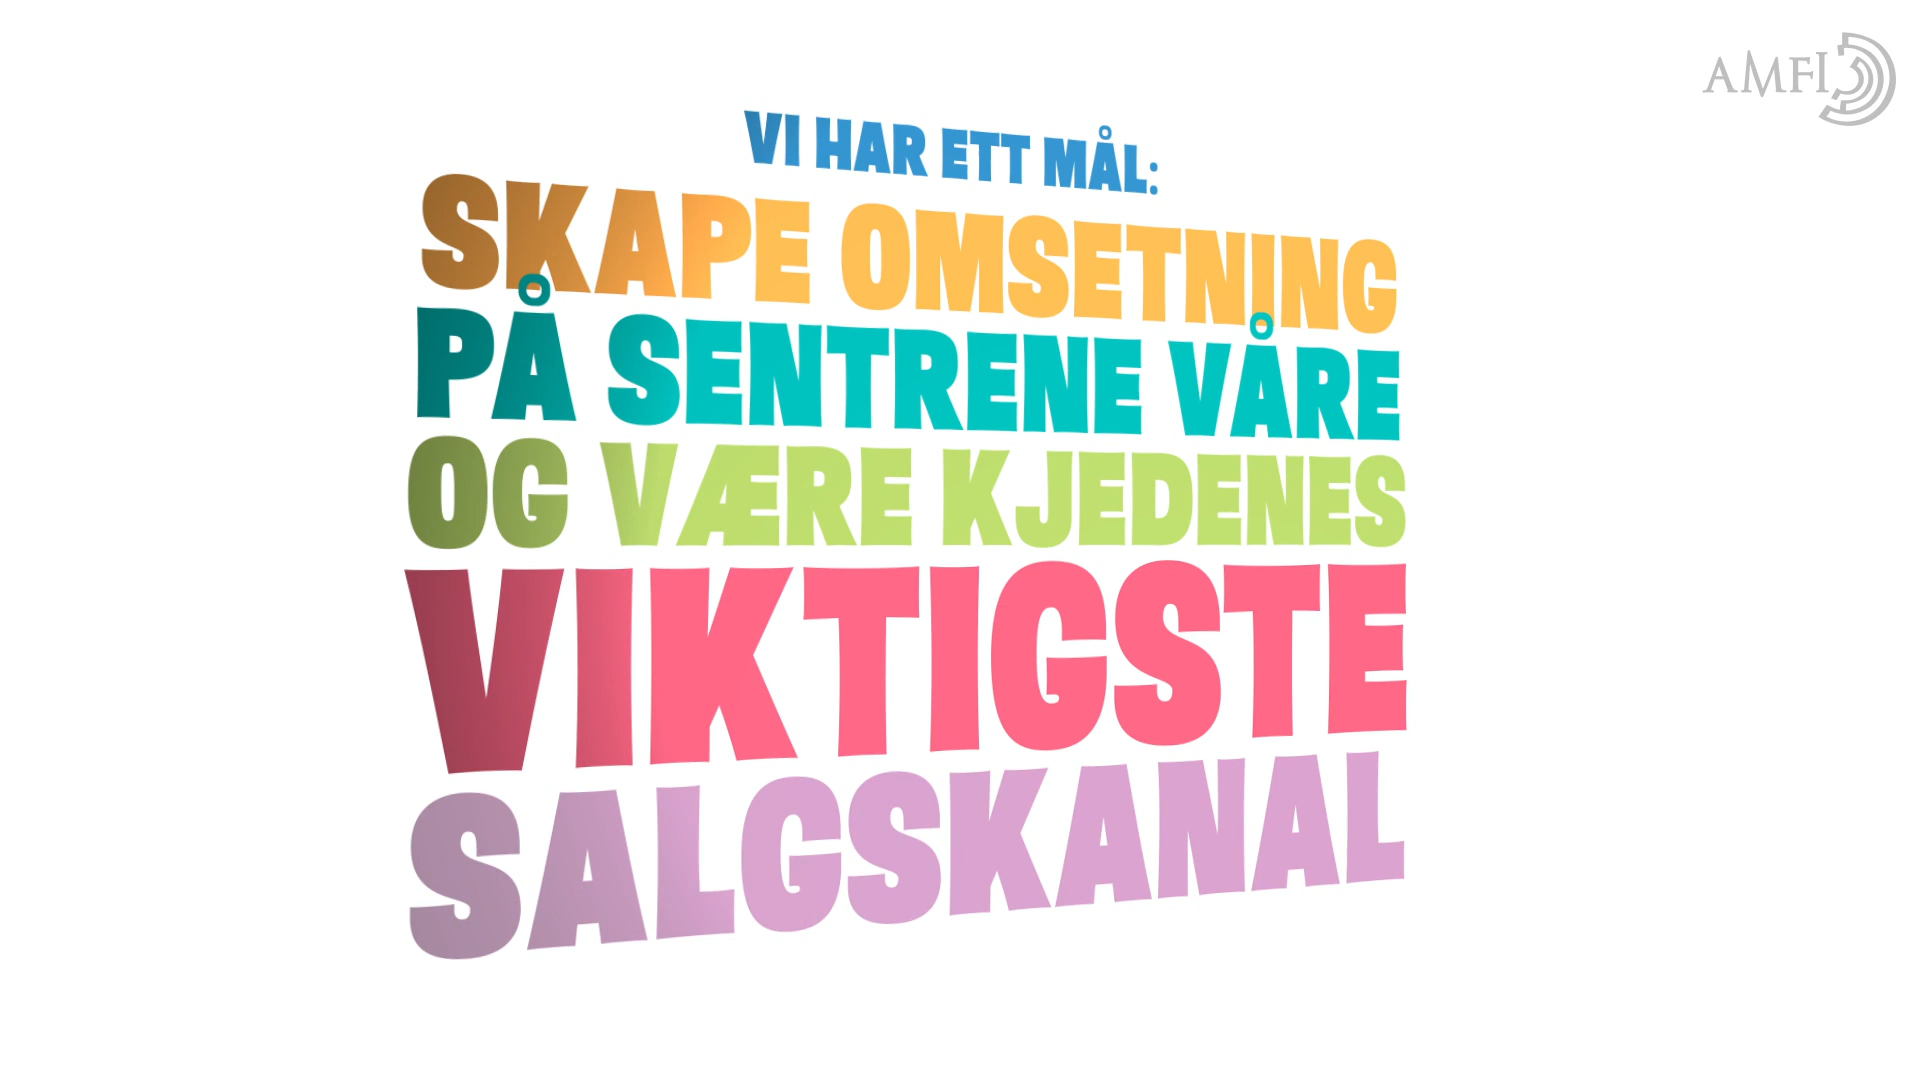 AMFI
VI HAR ETT MÅL:
SKAPE OMSETNING
PÅ SENTRENE VÅRE
OG VÆRE KJEDENES
VIKTIGSTE
SALGSKANAL